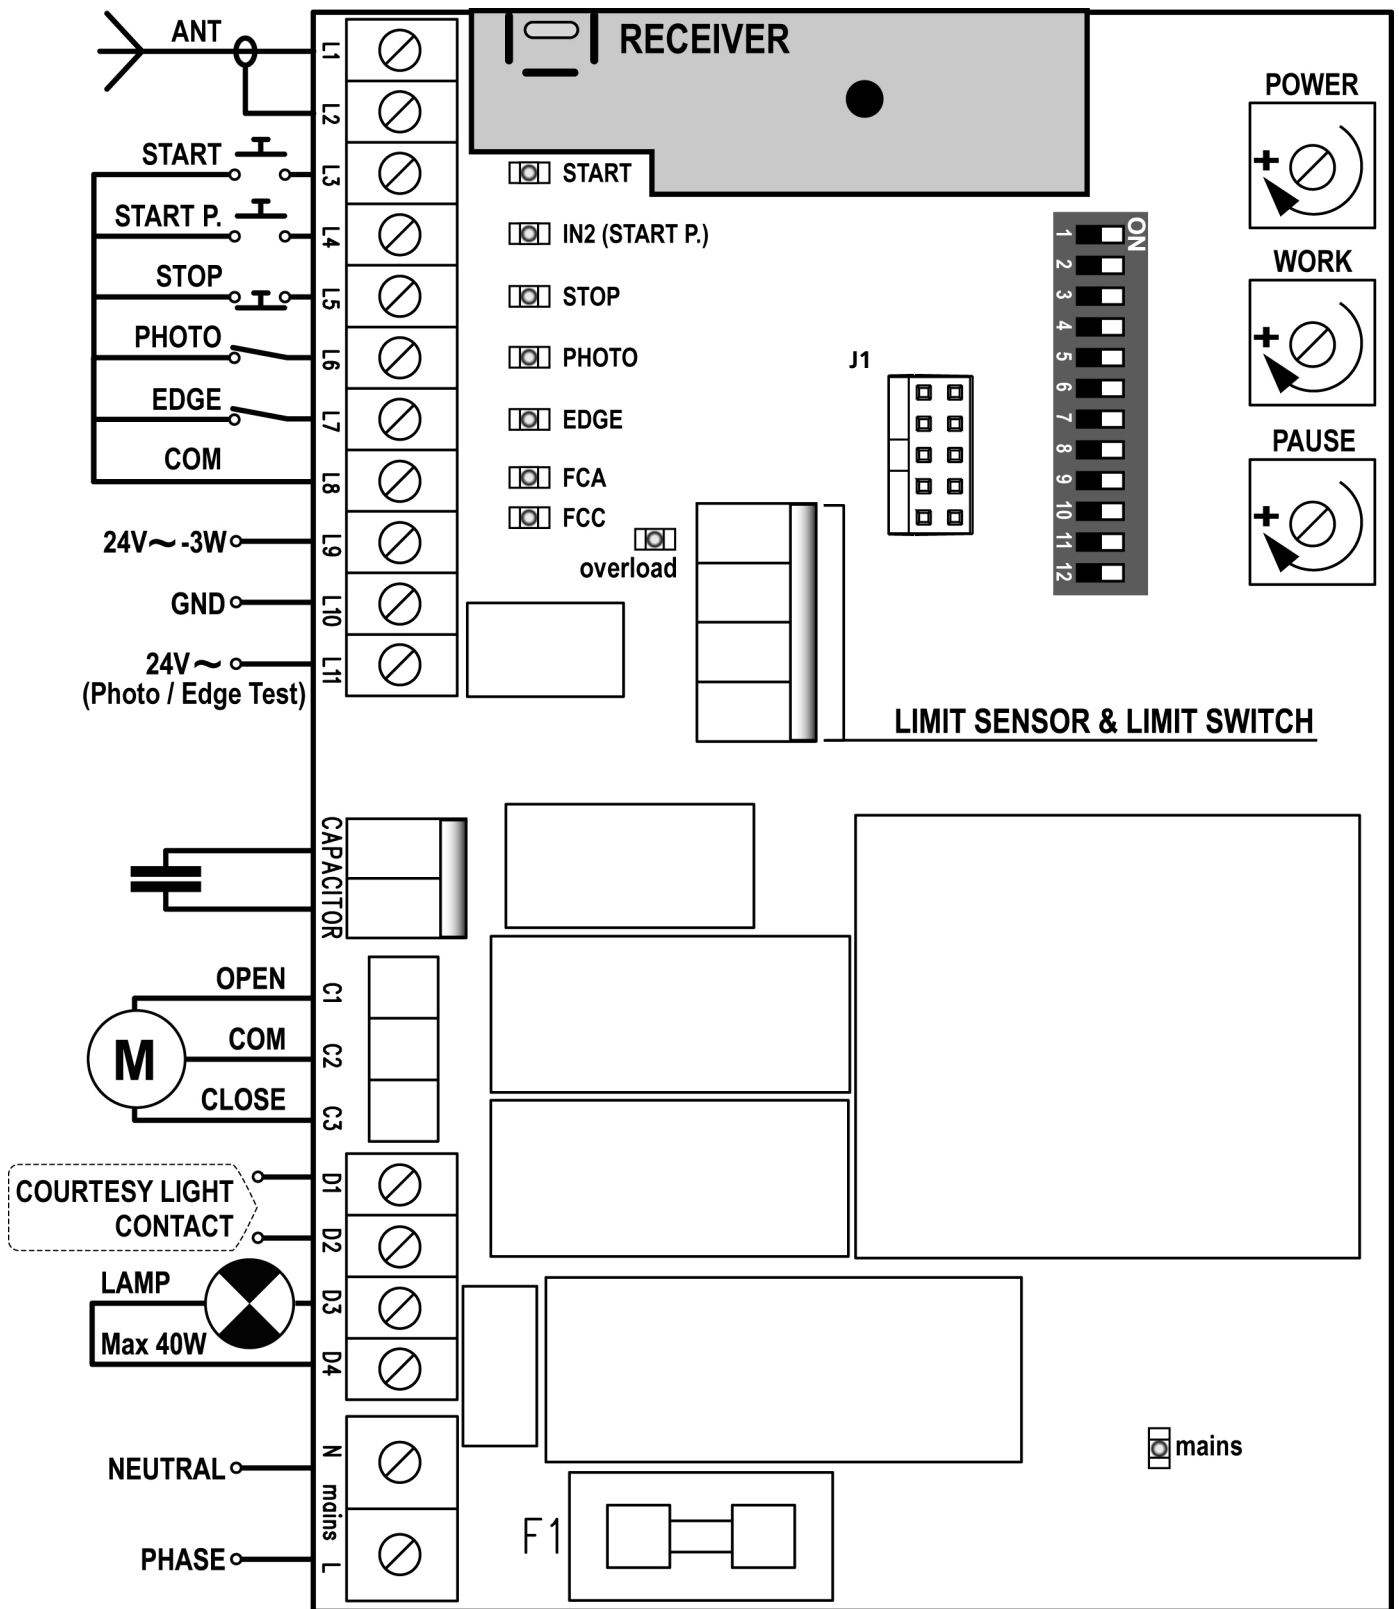 ANT
L1
RECEIVER
L2
POWER
+
START
L3
START
START P.
L4
IN2 (START P.)
ON
1
2
3
4
5
6
7
8
9
10
11
12
WORK
+
STOP
L5
STOP
PHOTO
L6
PHOTO
J1
EDGE
L7
EDGE
PAUSE
+
COM
L8
FCA
FCC
24V~ -3W
L9
overload
GND
L10
24V~
(Photo / Edge Test)
L11
LIMIT SENSOR & LIMIT SWITCH
CAPACITOR
OPEN
C1
M
COM
C2
CLOSE
C3
COURTESY LIGHT
CONTACT
D1
D2
LAMP
D3
Max 40W
D4
NEUTRAL
N
mains
L
mains
F1
PHASE